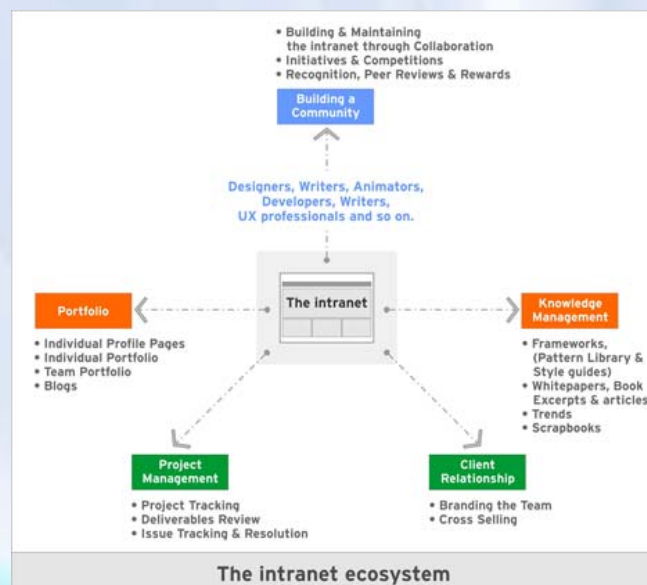 • Building & Maintaining
the intranet through Collaboration
• Initiatives & Competitions
• Recognition, Peer Reviews & Rewards
Building a
Community
Designers, Writers, Animators,
Developers, Writers,
UX professionals and so on.
The intranet
Portfolio
• Individual Profile Pages
• Individual Portfolio
• Team Portfolio
• Blogs
Knowledge
Management
• Frameworks,
(Pattern Library &
Style guides)
• Whitepapers, Book
Excerpts & articles
• Trends
• Scrapbooks
Project
Management
• Project Tracking
• Deliverables Review
• Issue Tracking & Resolution
Client
Relationship
• Branding the Team
• Cross Selling
The intranet ecosystem